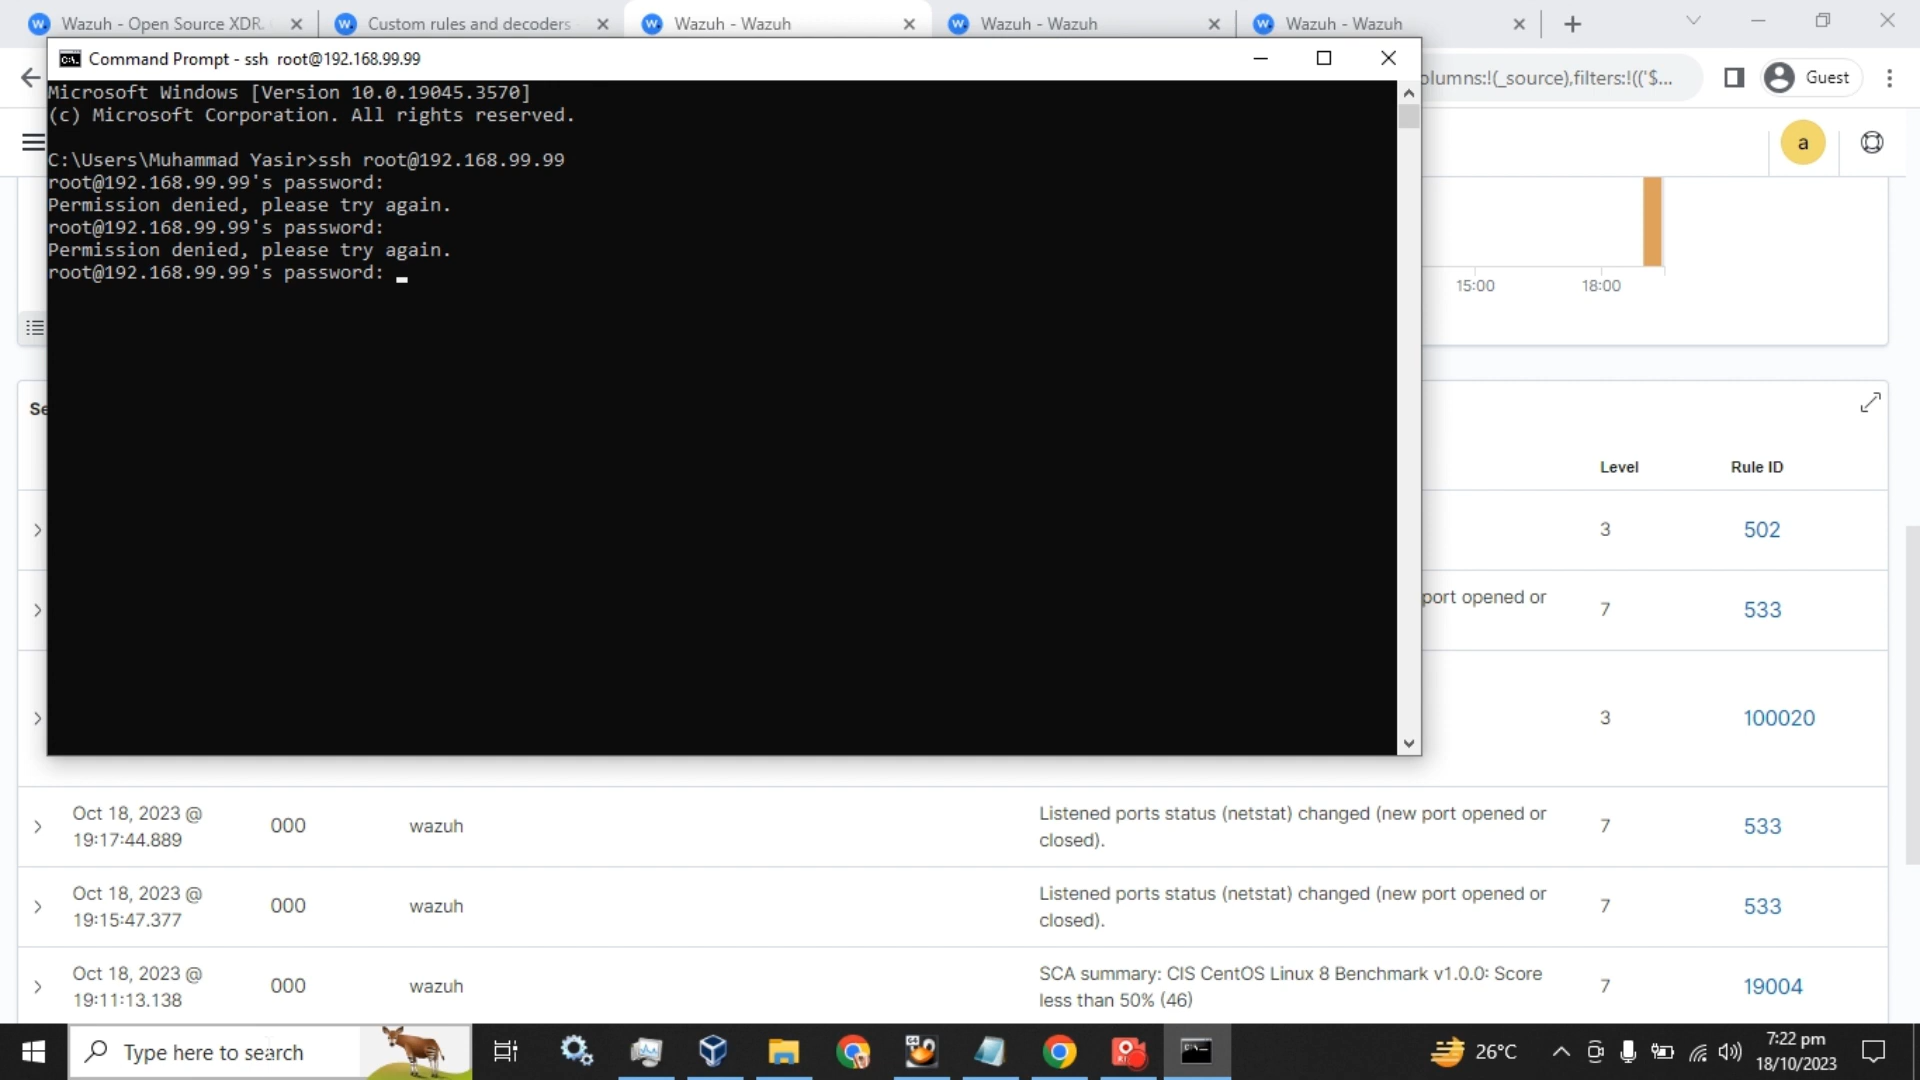 Wazuh - Open Source XDR.
Custom rules and decoders
Wazuh - Wazuh
Wazuh - Wazuh
Wazuh - Wazuh
Command Prompt - ssh root@192.168.99.99
olumns:!(_source),filters:!(('$...
Guest
Microsoft Windows [Version 10.0.19045.3570]
(c) Microsoft Corporation. All rights reserved.
a
C:\Users\Muhammad Yasir>ssh root@192.168.99.99
root@192.168.99.99's password:
Permission denied, please try again.
root@192.168.99.99's password:
Permission denied, please try again.
root@192.168.99.99's password:
15:00
18:00
Se
Level
Rule ID
3
502
port opened or
7
533
3
100020
Oct 18, 2023 @
19:17:44.889
000
wazuh
Listened ports status (netstat) changed (new port opened or
closed).
7
533
Oct 18, 2023 @
19:15:47.377
000
wazuh
Listened ports status (netstat) changed (new port opened or
closed).
7
533
Oct 18, 2023 @
19:11:13.138
000
wazuh
SCA summary: CIS CentOS Linux 8 Benchmark v1.0.0: Score
less than 50% (46)
7
19004
Type here to search
26°C
7:22 pm
18/10/2023